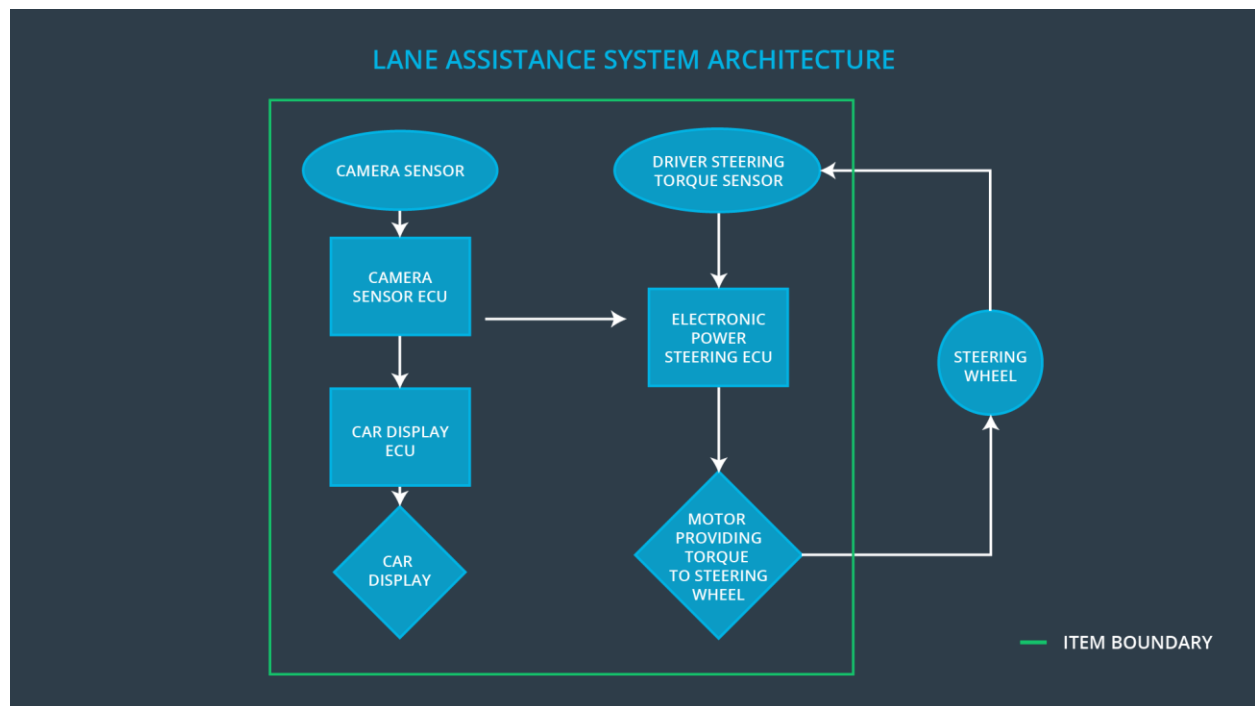 LANE ASSISTANCE SYSTEM ARCHITECTURE
CAMERA SENSOR
CAMERA
SENSOR ECU
CAR DISPLAY
ECU
CAR
DISPLAY
DRIVER STEERING
TORQUE SENSOR
ELECTRONIC
POWER
STEERING ECU
MOTOR
PROVIDING
TORQUE
TO STEERING
WHEEL
STEERING
WHEEL
ITEM BOUNDARY